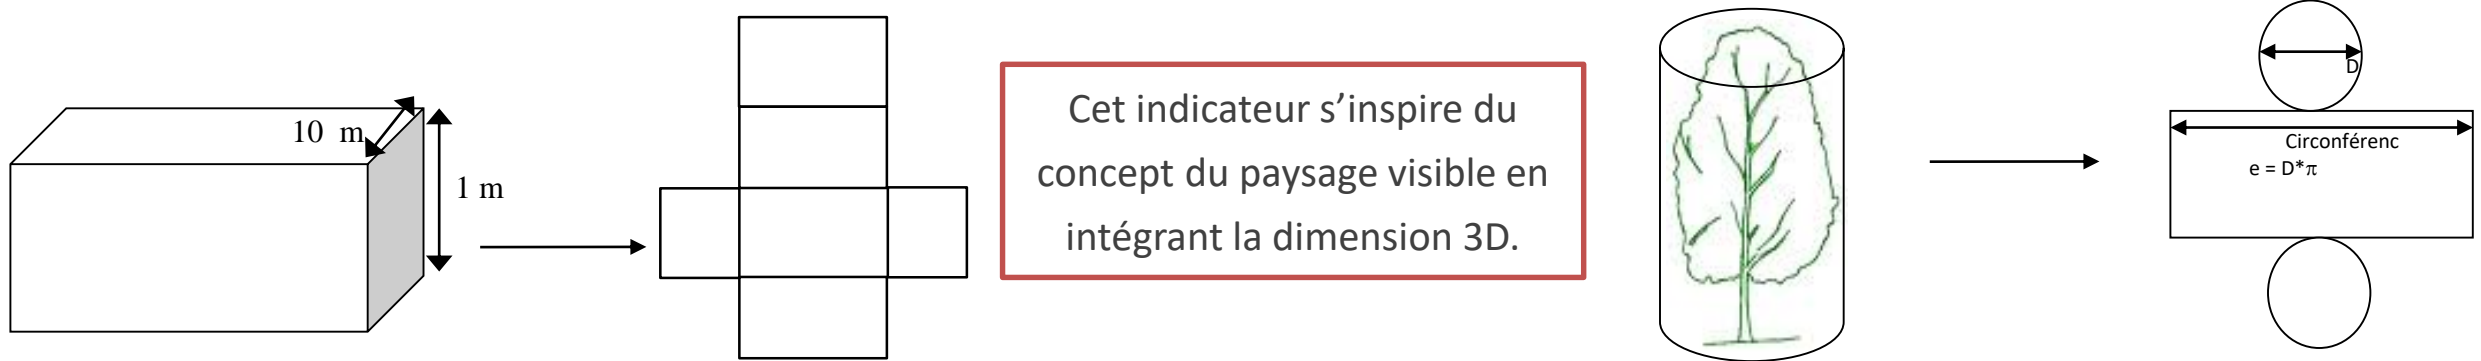 10 m
1 m
Cet indicateur s’inspire du
concept du paysage visible en
intégrant la dimension 3D.
D
Circonférenc
e = D*π